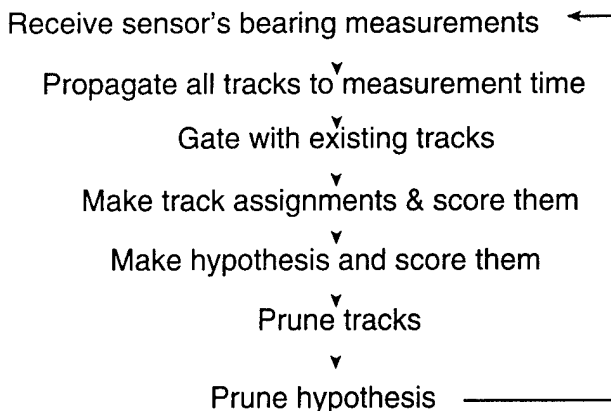 Receive sensor's bearing measurements
Propagate all tracks to measurement time
Gate with existing tracks
Make track assignments & score them
Make hypothesis and score them
Prune tracks
Prune hypothesis